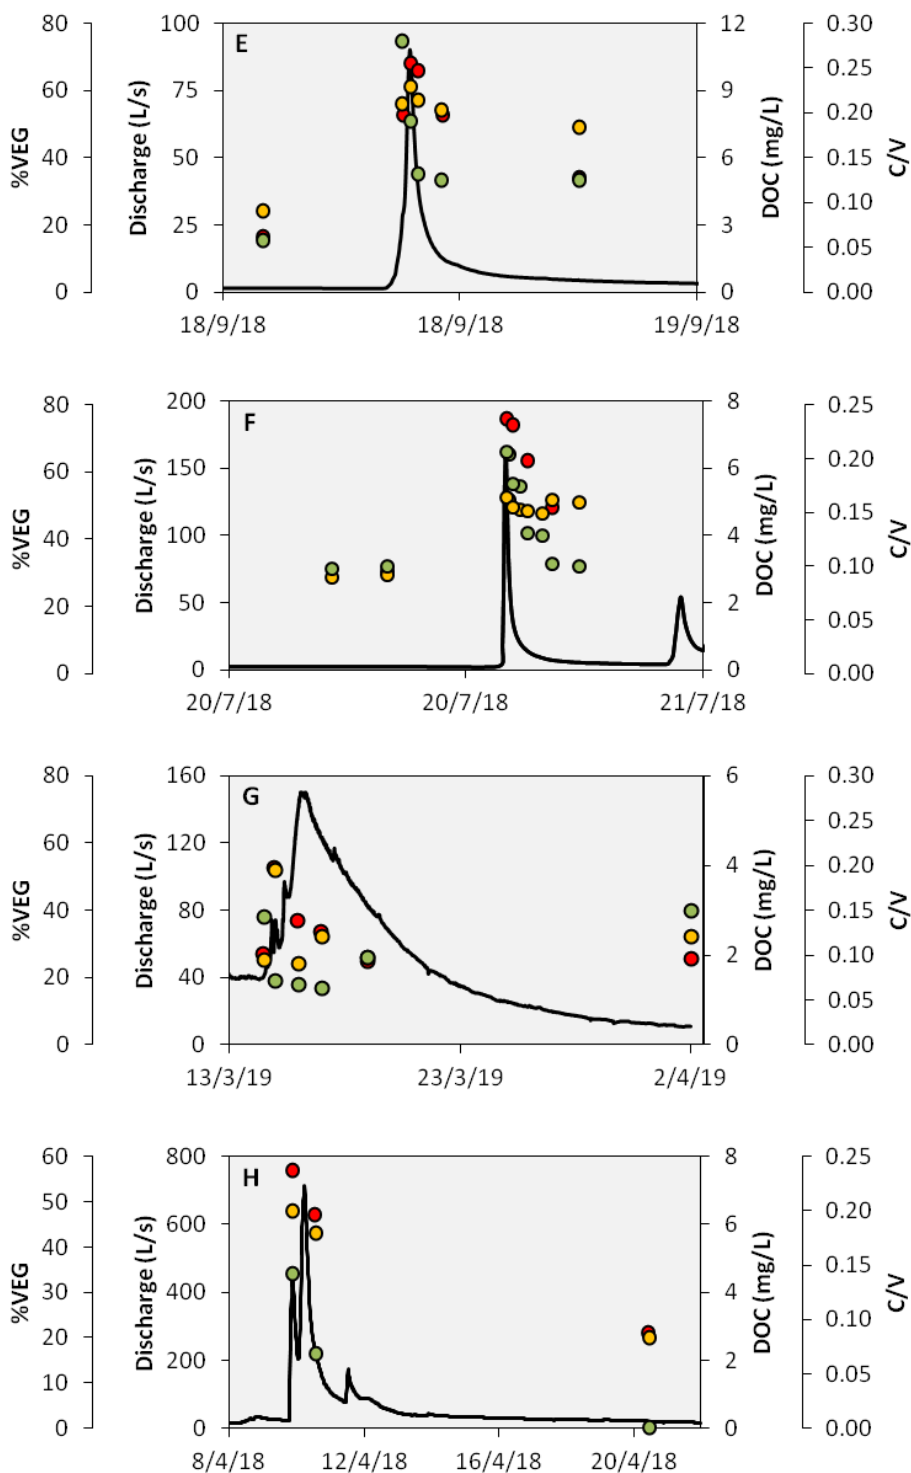 80 100 12 0.30
E
0.25
60 75 9
0.20
%VEG Discharge (L/s) DOC (mg/L) C/V
40 50 6 0.15
0.10
20 25 3
0.05
0 0 0 0.00
18/9/18 18/9/18 19/9/18
80 200 8 0.25
F
0.20
60 150 6
0.15
%VEG Discharge (L/s) DOC (mg/L) C/V
40 100 4
0.10
20 50 2
0.05
0 0 0 0.00
20/7/18 20/7/18 21/7/18
80 160 6 0.30
G
0.25
60 120 4
0.20
%VEG Discharge (L/s) DOC (mg/L) C/V
40 80 0.15
2 0.10
20 40
0.05
0 0 0 0.00
13/3/19 23/3/19 2/4/19
60 800 8 0.25
H
50 0.20
600 6
40 0.15
%VEG Discharge (L/s) DOC (mg/L) C/V
30 400 4
0.10
20 200 2
10 0.05
0 0 0 0.00
8/4/18 12/4/18 16/4/18 20/4/18